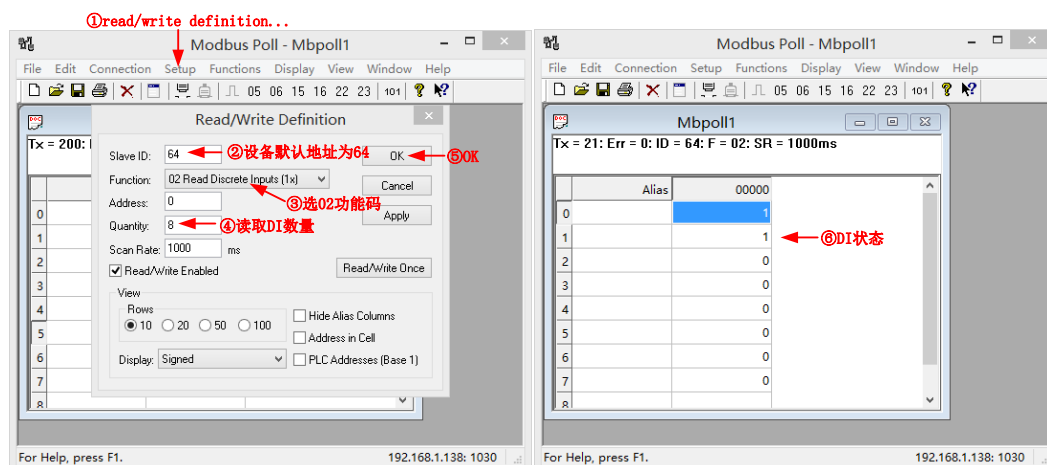 ①read/write definition...
Modbus Poll - Mbpoll1
File Edit Connection Setup Functions Display View Window Help
05 06 15 16 22 23 101
Tx = 200:
Read/Write Definition
Slave ID: 64
②设备默认地址为64
OK
⑤OK
Function: 02 Read Discrete Inputs (1x)
Cancel
③选02功能码
Address: 0
Apply
Quantity: 8
④读取DI数量
Scan Rate: 1000 ms
Read/Write Enabled
Read/Write Once
View
Rows
10 20 50 100
Hide Alias Columns
Address in Cell
Display: Signed
PLC Addresses (Base 1)
0
1
2
3
4
5
6
7
8
For Help, press F1.
192.168.1.138: 1030
Modbus Poll - Mbpoll1
File Edit Connection Setup Functions Display View Window Help
05 06 15 16 22 23 101
Mbpoll1
Tx = 21: Err = 0: ID = 64: F = 02: SR = 1000ms
Alias 00000
0 1
1 1
⑥DI状态
2 0
3 0
4 0
5 0
6 0
7 0
8
For Help, press F1.
192.168.1.138: 1030